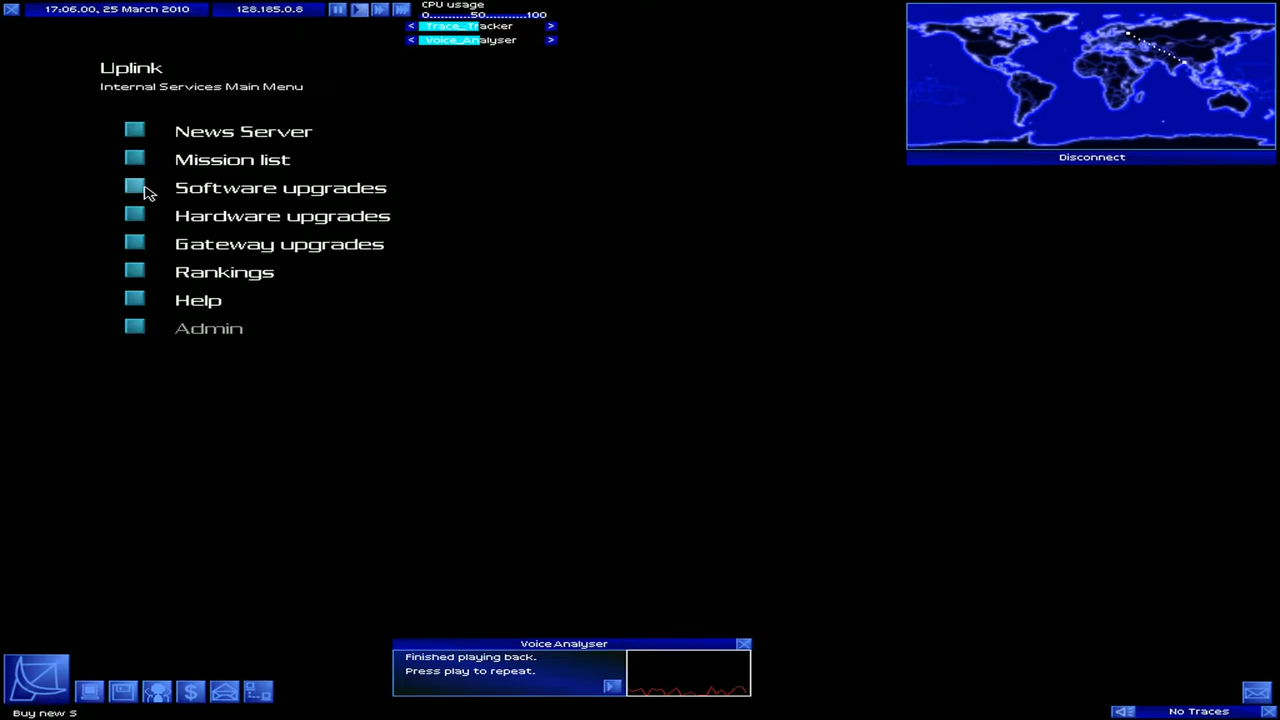 17:06.00, 25 March 2010
128.185.0.8
CPU usage
0...........50...........100
< Trace_Tracker >
< Voice_Analyser >
Uplink
Internal Services Main Menu
News Server
Mission list
Software upgrades
Hardware upgrades
Gateway upgrades
Rankings
Help
Admin
Disconnect
Voice Analyser
Finished playing back.
Press play to repeat.
$
Buy new S
No Traces